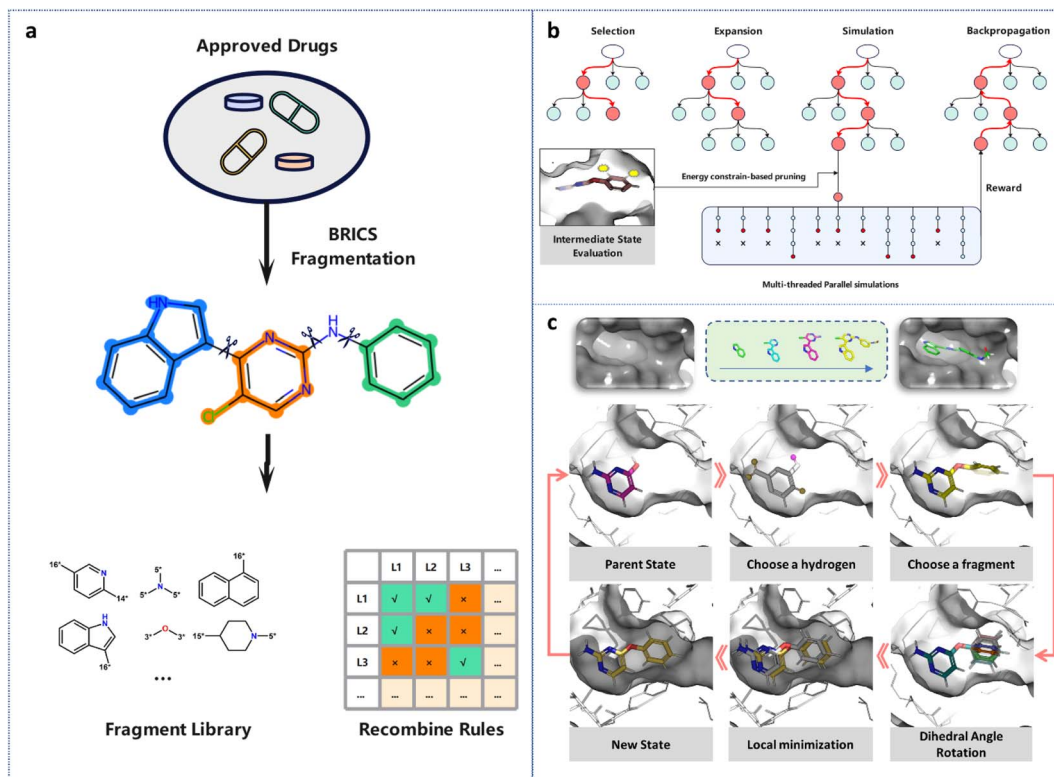 a
Approved Drugs
BRICS
Fragmentation
HN
N
H
N
N
Cl
16*
N
14*
5*
N
5*
5*
16*
H
N
16*
3*
O
3*
15*
N
5*
...
Fragment Library
L1 L2 L3 ...
L1 √ √ × ...
L2 √ × × ...
L3 × × √ ...
... ... ... ... ...
Recombine Rules
b
Selection Expansion Simulation Backpropagation
Energy constrain-based pruning
Reward
Intermediate State
Evaluation
× × × × × × ×
Multi-threaded Parallel simulations
c
Parent State
Choose a hydrogen
Choose a fragment
New State
Local minimization
Dihedral Angle
Rotation